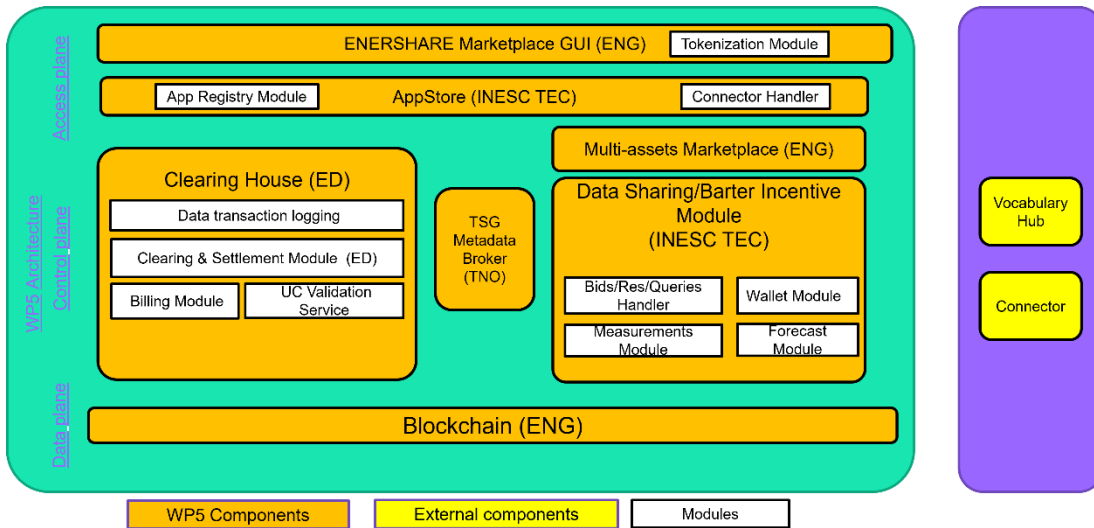 WP5 Architecture
Access plane
Control plane
Data plane
ENERSHARE Marketplace GUI (ENG)
Tokenization Module
App Registry Module
AppStore (INESC TEC)
Connector Handler
Multi-assets Marketplace (ENG)
Clearing House (ED)
Data transaction logging
Clearing & Settlement Module (ED)
Billing Module
UC Validation
Service
TSG
Metadata
Broker
(TNO)
Data Sharing/Barter Incentive
Module
(INESC TEC)
Bids/Res/Queries
Handler
Wallet Module
Measurements
Module
Forecast
Module
Blockchain (ENG)
Vocabulary
Hub
Connector
WP5 Components
External components
Modules